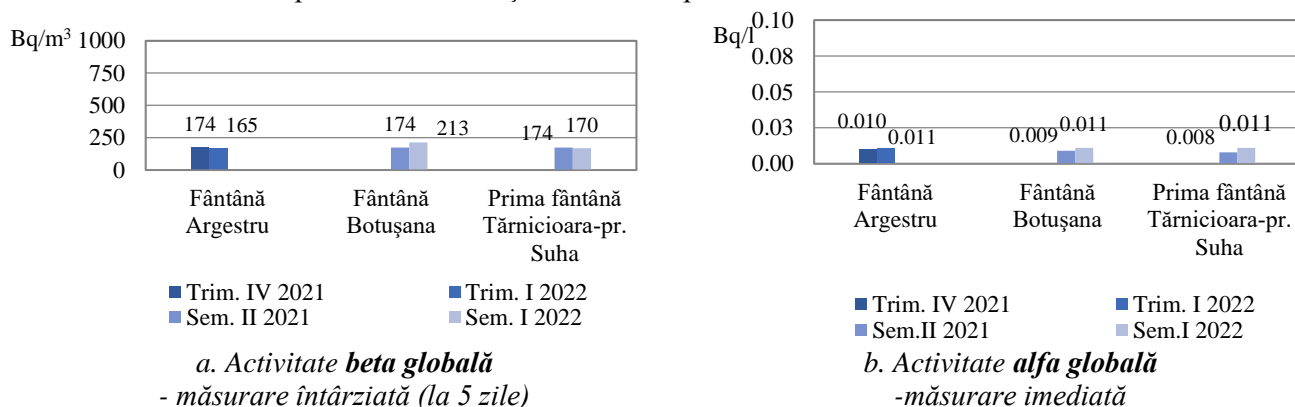 Bq/m³ 1000
750
500
250
0
174 165
174 213
174 170
Fântână Argestru
Fântână Botuşana
Prima fântână Tărnicioara-pr. Suha
Trim. IV 2021
Trim. I 2022
Sem. II 2021
Sem. I 2022
a. Activitate beta globală
- măsurare întârziată (la 5 zile)
Bq/l
0.10
0.08
0.05
0.03
0.00
0.010 0.011
0.009 0.011
0.008 0.011
Fântână Argestru
Fântână Botuşana
Prima fântână Tărnicioara-pr. Suha
Trim. IV 2021
Trim. I 2022
Sem.II 2021
Sem.I 2022
b. Activitate alfa globală
-măsurare imediată